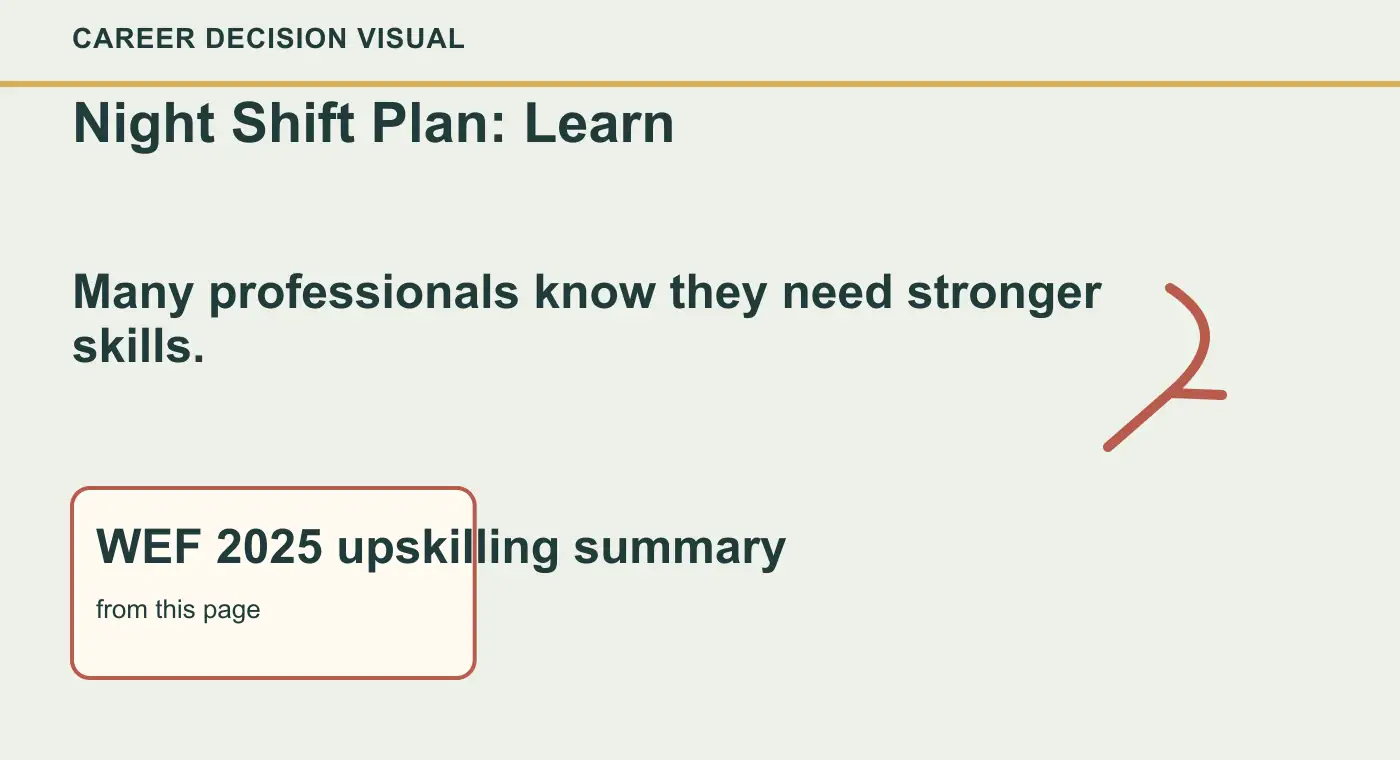 CAREER DECISION VISUAL
Night Shift Plan: Learn
Many professionals know they need stronger
skills.
WEF 2025 upskilling summary
from this page